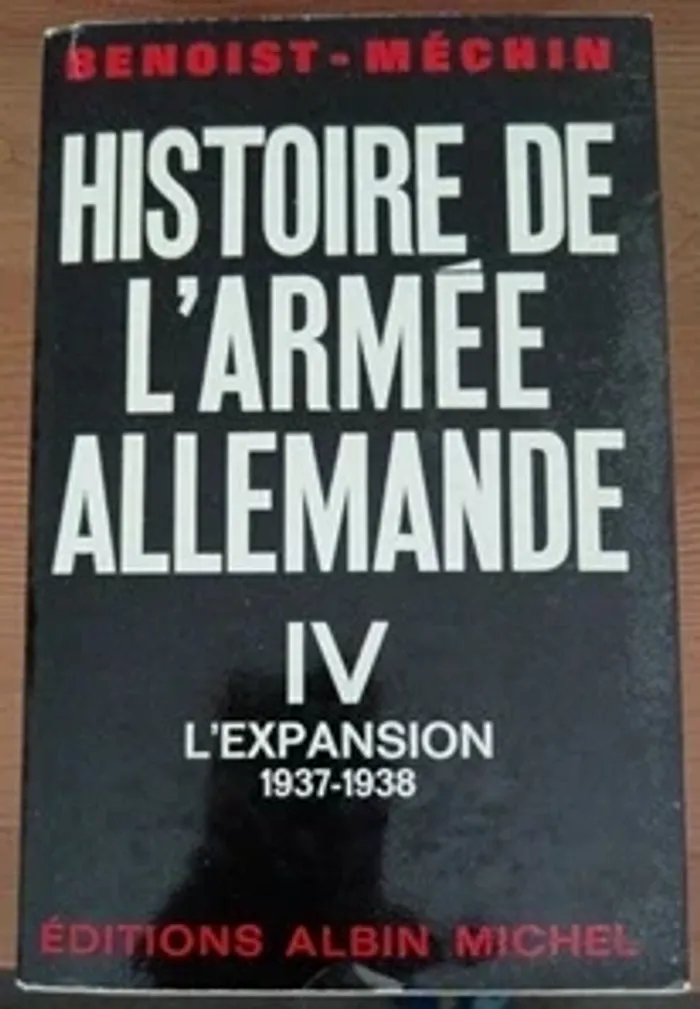 BENOIST-MÉCHIN
HISTOIRE DE
L'ARMÉE
ALLEMANDE
IV
L'EXPANSION
1937-1938
ÉDITIONS ALBIN MICHEL